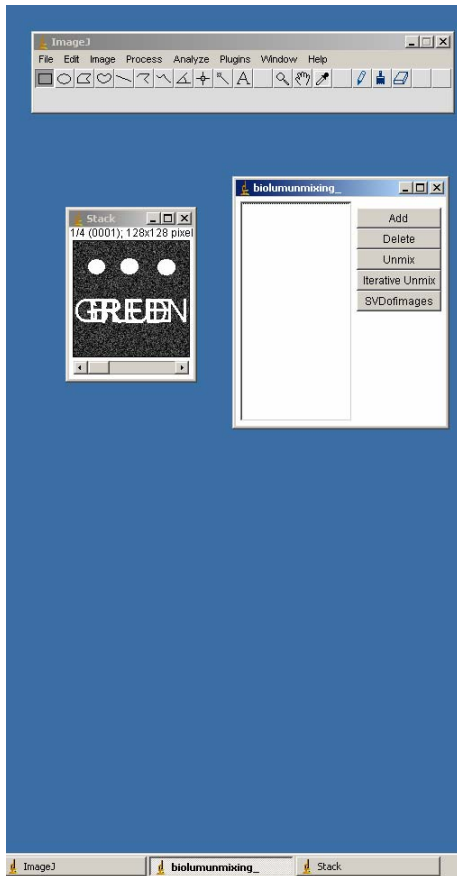 ImageJ
File Edit Image Process Analyze Plugins Window Help
A
biolumunmixing_
Stack
1/4 (0001); 128x128 pixel
Add
Delete
Unmix
Iterative Unmix
SVDofImages
ImageJ
biolumunmixing_
Stack